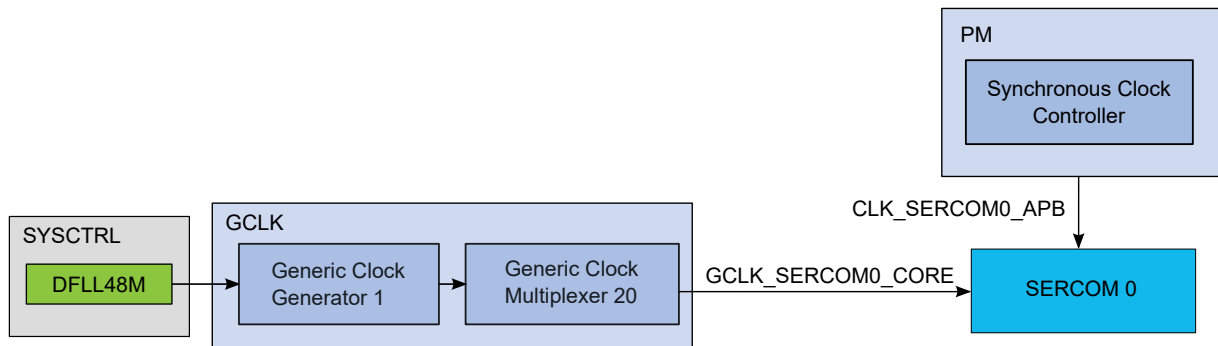 PM
Synchronous Clock
Controller
CLK_SERCOM0_APB
SYSCTRL
DFLL48M
GCLK
Generic Clock
Generator 1
Generic Clock
Multiplexer 20
GCLK_SERCOM0_CORE
SERCOM 0